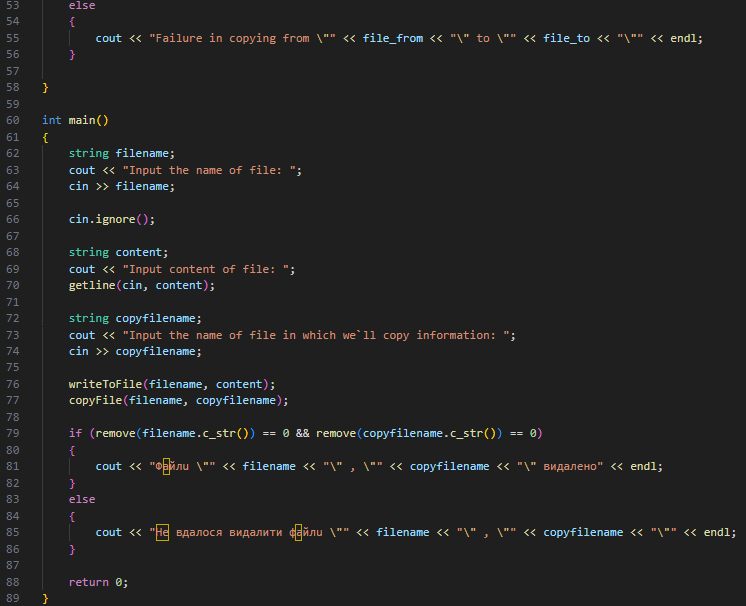 53 else
54 {
55 cout << "Failure in copying from \"" << file_from << "\" to \"" << file_to << "\"" << endl;
56 }
57
58 }
59
60 int main()
61 {
62 string filename;
63 cout << "Input the name of file: ";
64 cin >> filename;
65
66 cin.ignore();
67
68 string content;
69 cout << "Input content of file: ";
70 getline(cin, content);
71
72 string copyfilename;
73 cout << "Input the name of file in which we`ll copy information: ";
74 cin >> copyfilename;
75
76 writeToFile(filename, content);
77 copyFile(filename, copyfilename);
78
79 if (remove(filename.c_str()) == 0 && remove(copyfilename.c_str()) == 0)
80 {
81 cout << "Файли \"" << filename << "\" , \"" << copyfilename << "\" видалено" << endl;
82 }
83 else
84 {
85 cout << "Не вдалося видалити файли \"" << filename << "\" , \"" << copyfilename << "\"" << endl;
86 }
87
88 return 0;
89 }